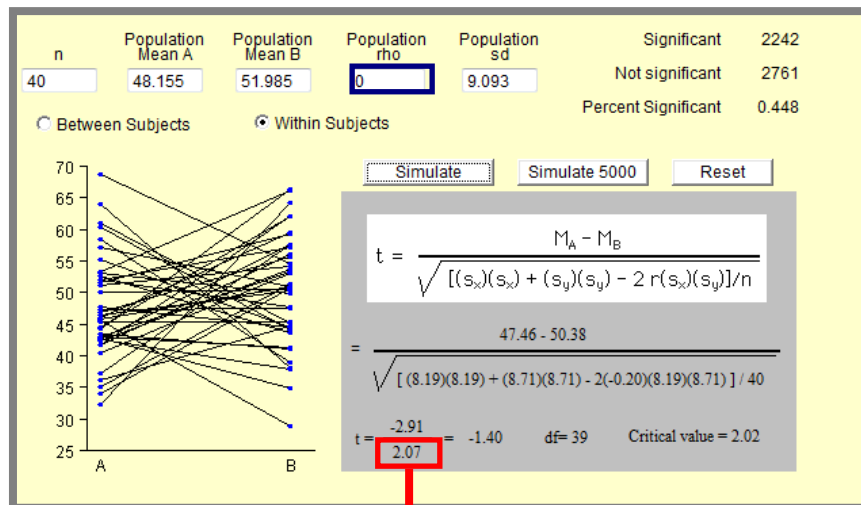 n Population Mean A Population Mean B Population rho Population sd
40 48.155 51.985 0 9.093
Significant 2242
Not significant 2761
Percent Significant 0.448
Between Subjects Within Subjects
Simulate Simulate 5000 Reset
70
65
60
55
50
45
40
35
30
25
A B
t = M_A – M_B
√ [(s_x)(s_x) + (s_y)(s_y) – 2 r(s_x)(s_y)]/n
= 47.46 - 50.38
√ [ (8.19)(8.19) + (8.71)(8.71) - 2(-0.20)(8.19)(8.71) ] / 40
t = -2.91 / 2.07 = -1.40 df= 39 Critical value = 2.02